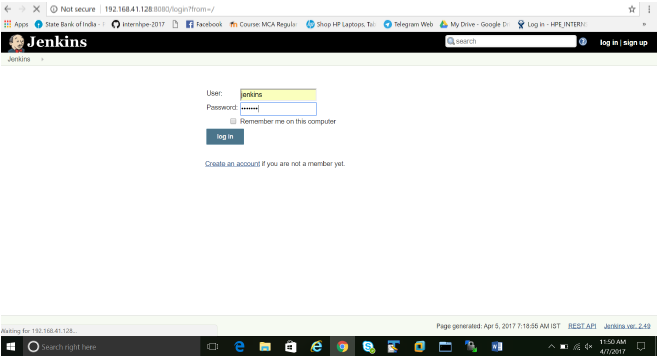 Not secure | 192.168.41.128:8080/login?from=/
Apps State Bank of India - internhpe-2017 Facebook Course: MCA Regular Shop HP Laptops, Tab Telegram Web My Drive - Google Dr Log in - HPE_INTERN »
Jenkins search log in | sign up
Jenkins
User: jenkins
Password: •••••••
Remember me on this computer
log in
Create an account if you are not a member yet.
Page generated: Apr 5, 2017 7:18:55 AM IST REST API Jenkins ver. 2.49
Waiting for 192.168.41.128...
Search right here
11:50 AM
4/7/2017